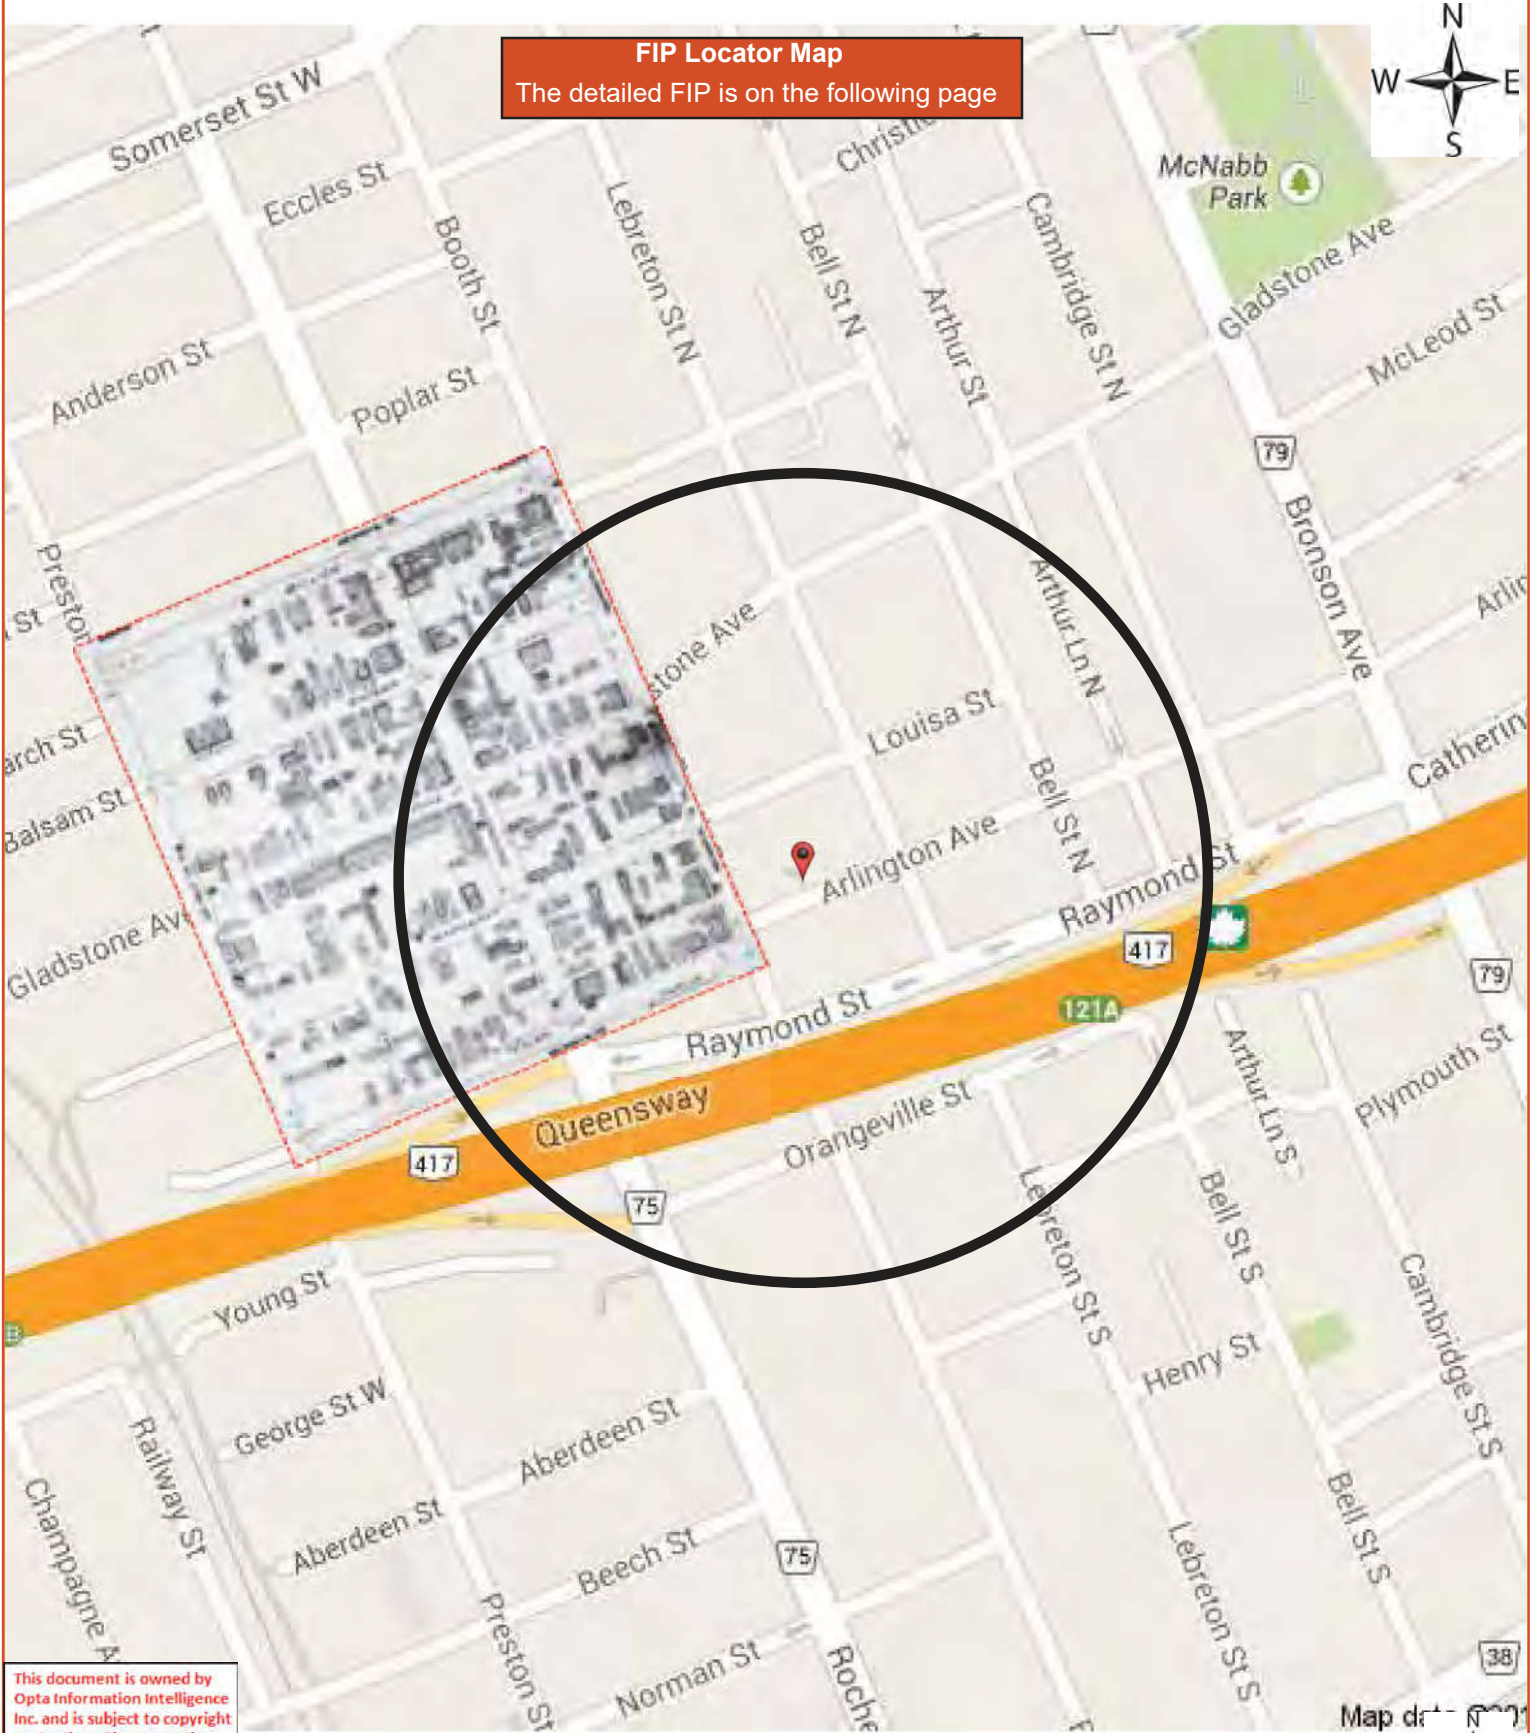 N
W E
S
FIP Locator Map
The detailed FIP is on the following page
Somerset St W
Eccles St
Booth St
Lebreton St N
Bell St N
Arthur St
Cambridge St N
McNabb
Park
Gladstone Ave
McLeod St
Anderson St
Poplar St
79
Preston
St
Bronson Ave
Arthur Ln N
stone Ave
Louisa St
Balsam St
Bell St N
Arlington Ave
Gladstone Av
Raymond St
417
79
121A
Raymond St
Queensway
Orangeville St
Arthur Ln S
Plymouth St
417
75
Lebreton St S
Bell St S
Cambridge St S
Young St
Henry St
George St W
Aberdeen St
Railway St
Champagne A
Aberdeen St
Beech St
75
Bell St S
Lebreton St S
Preston St
Norman St
Roche
38
This document is owned by
Opta Information Intelligence
Inc. and is subject to copyright
Map data